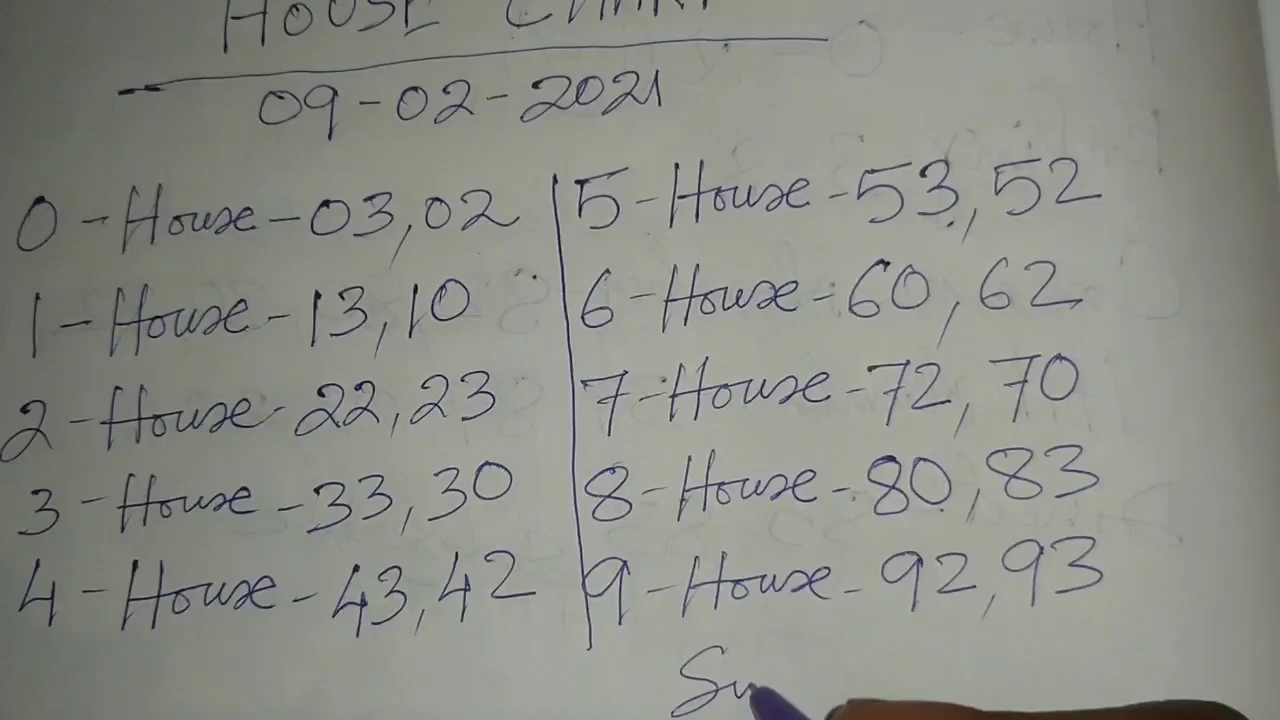 HOUSE CHART
09-02-2021
0-House-03,02
1-House-13,10
2-House-22,23
3-House-33,30
4-House-43,42
5-House-53,52
6-House-60,62
7-House-72,70
8-House-80,83
9-House-92,93